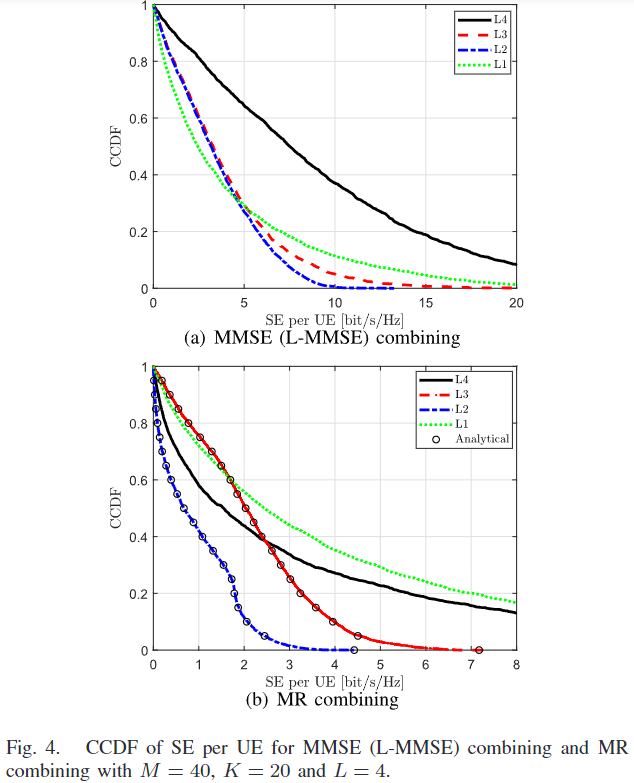 1
0.8
0.6
0.4
0.2
0
CCDF
L4
L3
L2
L1
0 5 10 15 20
SE per UE [bit/s/Hz]
(a) MMSE (L-MMSE) combining
1
0.8
0.6
0.4
0.2
0
CCDF
L4
L3
L2
L1
Analytical
0 1 2 3 4 5 6 7 8
SE per UE [bit/s/Hz]
(b) MR combining
Fig. 4. CCDF of SE per UE for MMSE (L-MMSE) combining and MR
combining with M = 40, K = 20 and L = 4.